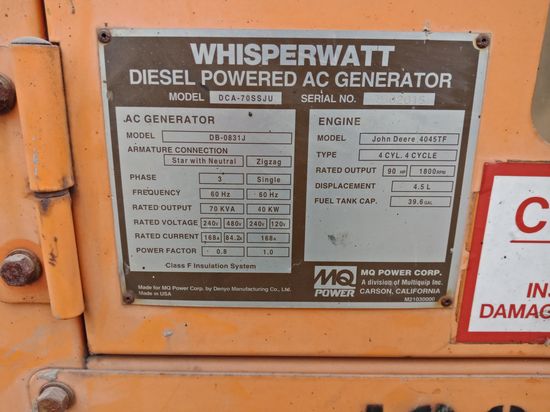 WHISPERWATT
DIESEL POWERED AC GENERATOR
MODEL DCA-70SSJU SERIAL NO.
AC GENERATOR
MODEL DB-0831J
ARMATURE CONNECTION
Star with Neutral Zigzag
PHASE 3 Single
FREQUENCY 60 Hz 60 Hz
RATED OUTPUT 70 KVA 40 KW
RATED VOLTAGE 240V 480V 240V 120V
RATED CURRENT 168A 84.2A 168A
POWER FACTOR 0.8 1.0
Class F Insulation System
Made for MQ Power Corp. by Denyo Manufacturing Co., Ltd.
Made in USA
ENGINE
MODEL John Deere 4045TF
TYPE 4 CYL. 4 CYCLE
RATED OUTPUT 90 HP 1800 RPM
DISPLACEMENT 4.5 L
FUEL TANK CAP. 39.6 GAL
MQ POWER
MQ POWER CORP.
A division of Multiquip Inc.
CARSON, CALIFORNIA
M21030000
C
INS
DAMAG